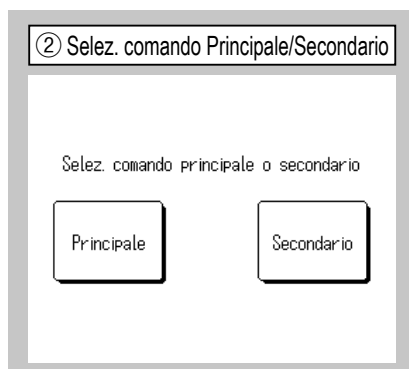 ② Selez. comando Principale/Secondario
Selez. comando principale o secondario
Principale
Secondario